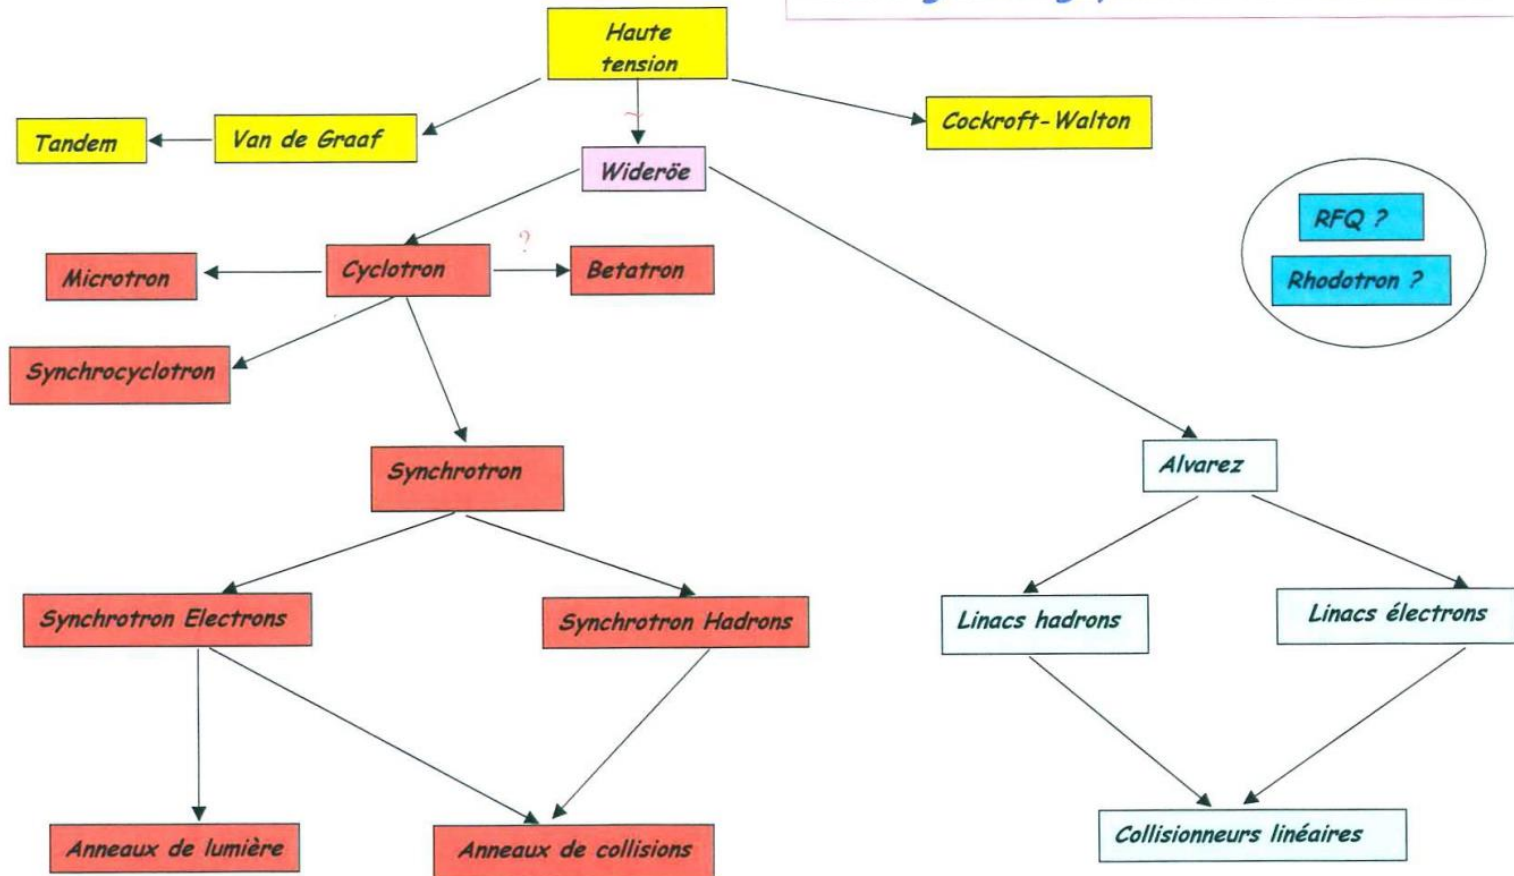 Haute
tension
Tandem
Van de Graaf
~
Cockroft-Walton
Wideröe
RFQ ?
Rhodotron ?
Microtron
Cyclotron
?
Betatron
Synchrocyclotron
Synchrotron
Alvarez
Synchrotron Electrons
Synchrotron Hadrons
Linacs hadrons
Linacs électrons
Anneaux de lumière
Anneaux de collisions
Collisionneurs linéaires